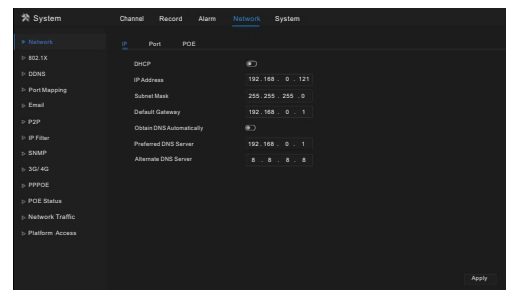 System Channel Record Alarm Network System
Network
802.1X
DDNS
Port Mapping
Email
P2P
IP Filter
SNMP
3G/ 4G
PPPOE
POE Status
Network Traffic
Platform Access
IP Port POE
DHCP
IP Address 192.168 . 0 . 121
Subnet Mask 255.255 . 255 .0
Default Gateway 192.168 . 0 . 1
Obtain DNS Automatically
Preferred DNS Server 192.168 . 0 . 1
Alternate DNS Server 8 . 8 . 8 . 8
Apply